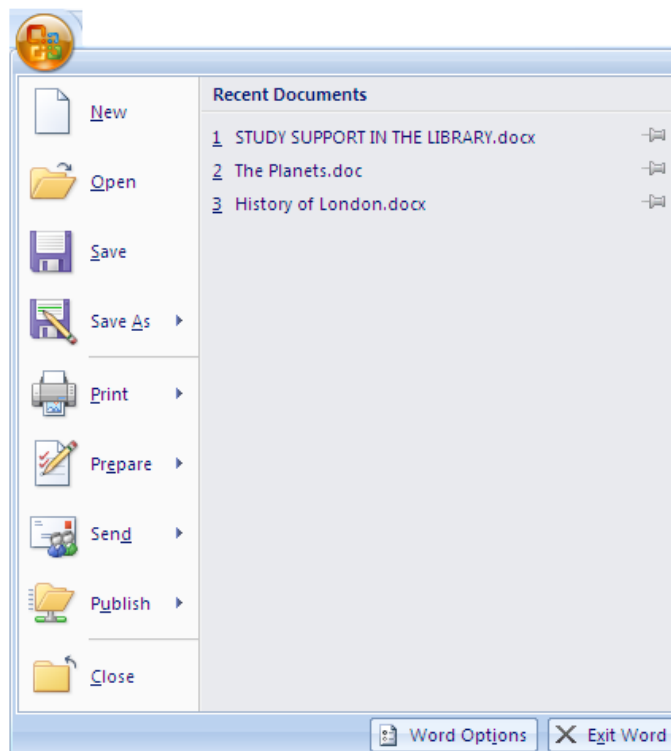 New
Open
Save
Save As
Print
Prepare
Send
Publish
Close
Recent Documents
1 STUDY SUPPORT IN THE LIBRARY.docx
2 The Planets.doc
3 History of London.docx
Word Options
Exit Word